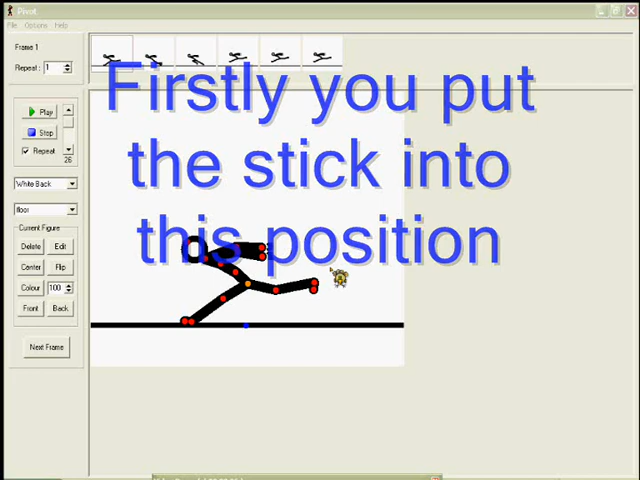 Pivot
File Options Help
Frame 1
Repeat : 1
Firstly you put
the stick into
this position
Play
Stop
Repeat
26
White Back
floor
Current Figure
Delete Edit
Center Flip
Colour 100
Front Back
Next Frame